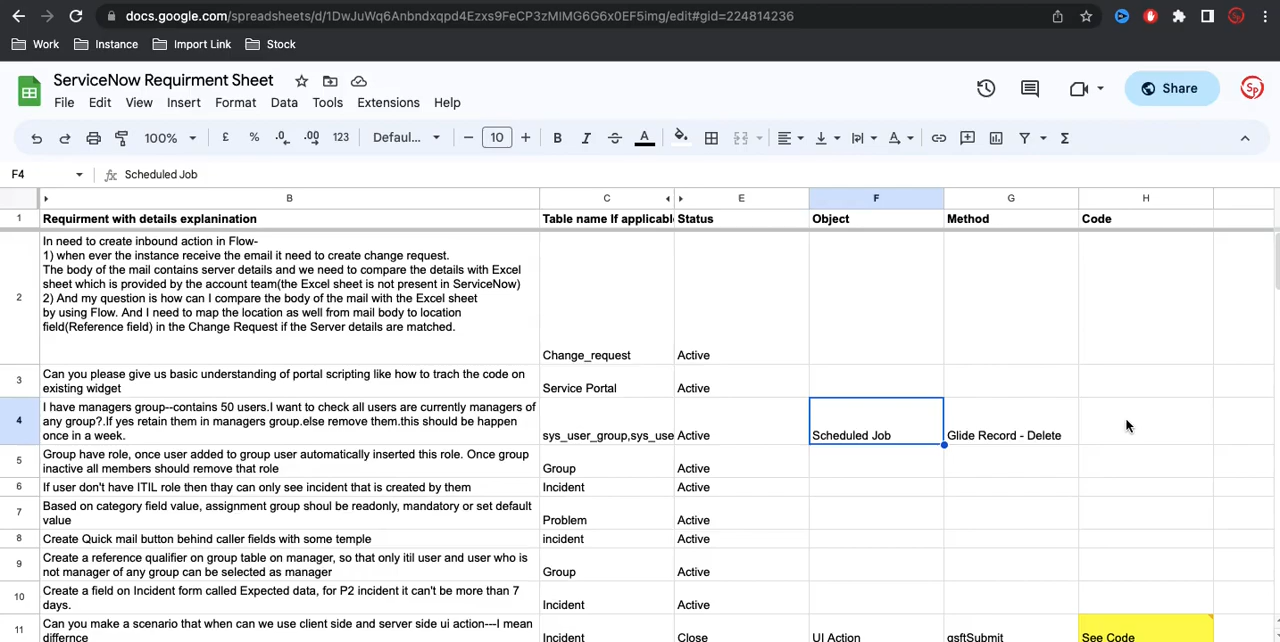 docs.google.com/spreadsheets/d/1DwJuWq6Anbndxqpd4Ezxs9FeCP3zMlMG6G6x0EF5img/edit#gid=224814236
Work Instance Import Link Stock
ServiceNow Requirment Sheet
File Edit View Insert Format Data Tools Extensions Help
Share
Sp
100% £ % .0 .00 123 Defaul... − 10 + B I A Σ
F4 fx Scheduled Job
B C E F G H
1 Requirment with details explanination Table name If applicabl Status Object Method Code
In need to create inbound action in Flow-
1) when ever the instance receive the email it need to create change request.
The body of the mail contains server details and we need to compare the details with Excel
sheet which is provided by the account team(the Excel sheet is not present in ServiceNow)
2 2) And my question is how can I compare the body of the mail with the Excel sheet
by using Flow. And I need to map the location as well from mail body to location
field(Reference field) in the Change Request if the Server details are matched.
Change_request Active
Can you please give us basic understanding of portal scripting like how to trach the code on
3 existing widget Service Portal Active
I have managers group--contains 50 users.I want to check all users are currently managers of
4 any group?.If yes retain them in managers group.else remove them.this should be happen
once in a week. sys_user_group,sys_use Active Scheduled Job Glide Record - Delete
Group have role, once user added to group user automatically inserted this role. Once group
5 inactive all members should remove that role Group Active
6 If user don't have ITIL role then thay can only see incident that is created by them Incident Active
Based on category field value, assignment group shoul be readonly, mandatory or set default
7 value Problem Active
8 Create Quick mail button behind caller fields with some temple incident Active
Create a reference qualifier on group table on manager, so that only itil user and user who is
9 not manager of any group can be selected as manager Group Active
Create a field on Incident form called Expected data, for P2 incident it can't be more than 7
10 days. Incident Active
Can you make a scenario that when can we use client side and server side ui action---I mean
11 differnce Incident Close UI Action gsftSubmit See Code